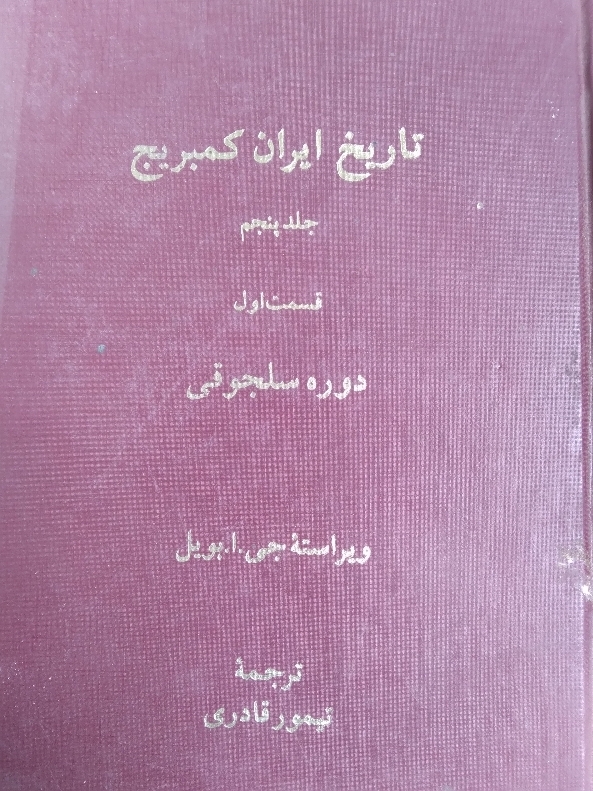 تاریخ ایران کمبریج
جلد پنجم
قسمت اول
دوره سلجوقی
ویراستهٔ جی.ا.بویل
ترجمهٔ
تیمور قادری